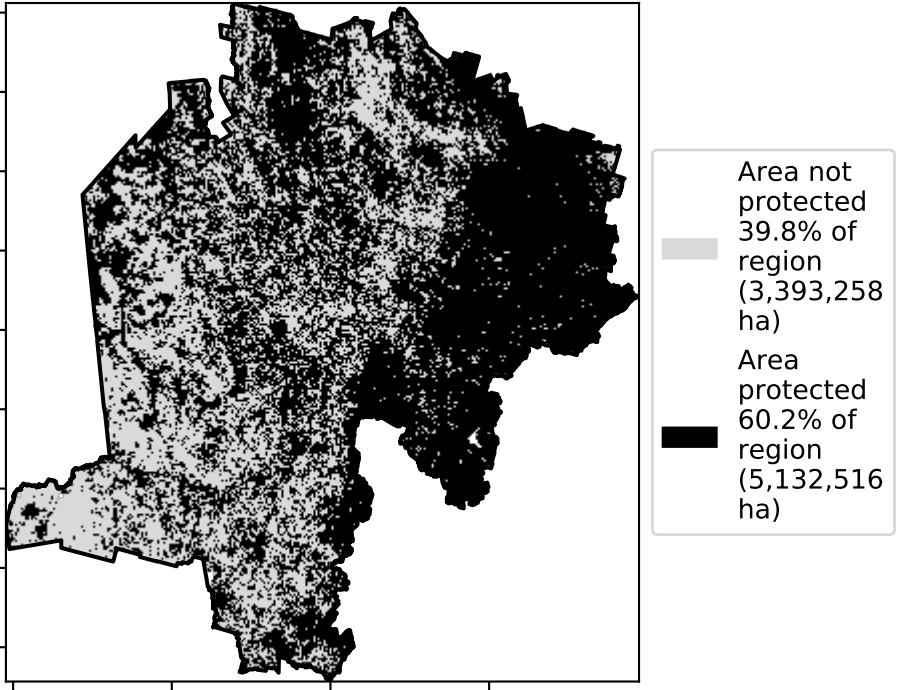 Area not
protected
39.8% of
region
(3,393,258
ha)
Area
protected
60.2% of
region
(5,132,516
ha)